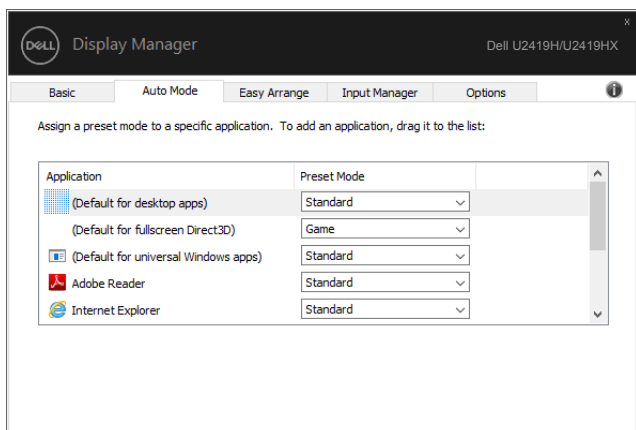 x
DELL Display Manager Dell U2419H/U2419HX
Basic Auto Mode Easy Arrange Input Manager Options i
Assign a preset mode to a specific application. To add an application, drag it to the list:
Application Preset Mode
(Default for desktop apps) Standard
(Default for fullscreen Direct3D) Game
(Default for universal Windows apps) Standard
Adobe Reader Standard
Internet Explorer Standard